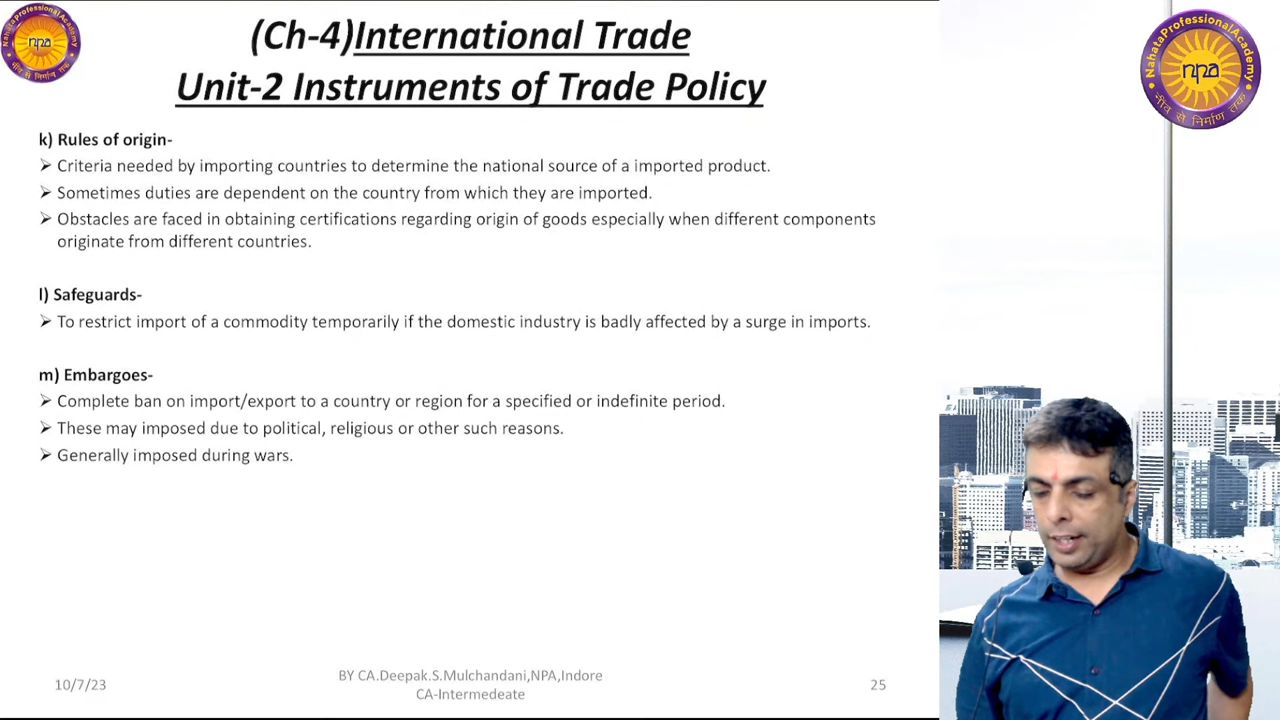 NahataProfessionalAcademy
npa
नींव से निर्माण तक
(Ch-4)International Trade
Unit-2 Instruments of Trade Policy
NahataProfessionalAcademy
npa
नींव से निर्माण तक
k) Rules of origin-
➢ Criteria needed by importing countries to determine the national source of a imported product.
➢ Sometimes duties are dependent on the country from which they are imported.
➢ Obstacles are faced in obtaining certifications regarding origin of goods especially when different components
originate from different countries.
l) Safeguards-
➢ To restrict import of a commodity temporarily if the domestic industry is badly affected by a surge in imports.
m) Embargoes-
➢ Complete ban on import/export to a country or region for a specified or indefinite period.
➢ These may imposed due to political, religious or other such reasons.
➢ Generally imposed during wars.
10/7/23
BY CA.Deepak.S.Mulchandani,NPA,Indore
CA-Intermedeate
25